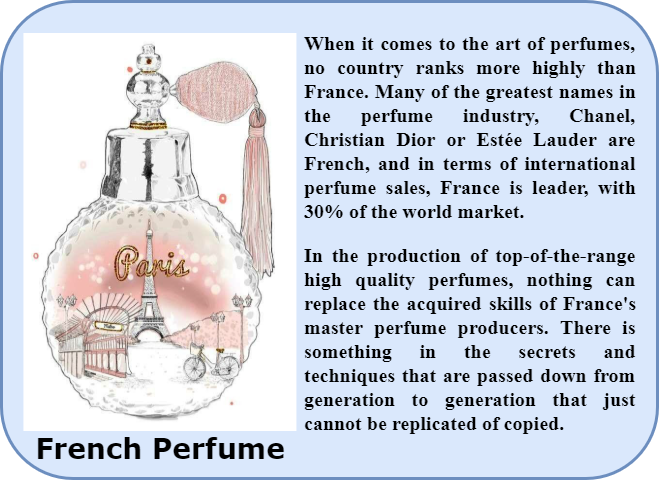 Paris
When it comes to the art of perfumes,
no country ranks more highly than
France. Many of the greatest names in
the perfume industry, Chanel,
Christian Dior or Estée Lauder are
French, and in terms of international
perfume sales, France is leader, with
30% of the world market.
In the production of top-of-the-range
high quality perfumes, nothing can
replace the acquired skills of France's
master perfume producers. There is
something in the secrets and
techniques that are passed down from
generation to generation that just
cannot be replicated of copied.
French Perfume